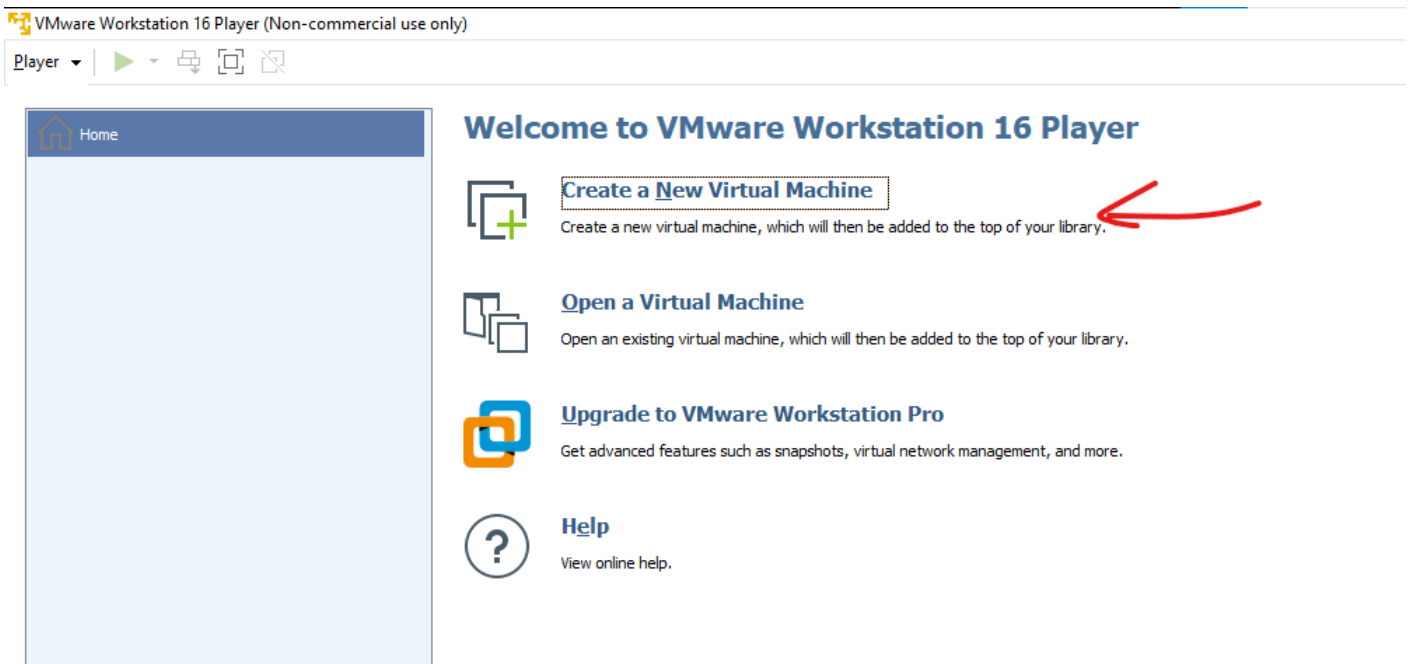 VMware Workstation 16 Player (Non-commercial use only)
Player
Home
Welcome to VMware Workstation 16 Player
Create a New Virtual Machine
Create a new virtual machine, which will then be added to the top of your library.
Open a Virtual Machine
Open an existing virtual machine, which will then be added to the top of your library.
Upgrade to VMware Workstation Pro
Get advanced features such as snapshots, virtual network management, and more.
?
Help
View online help.